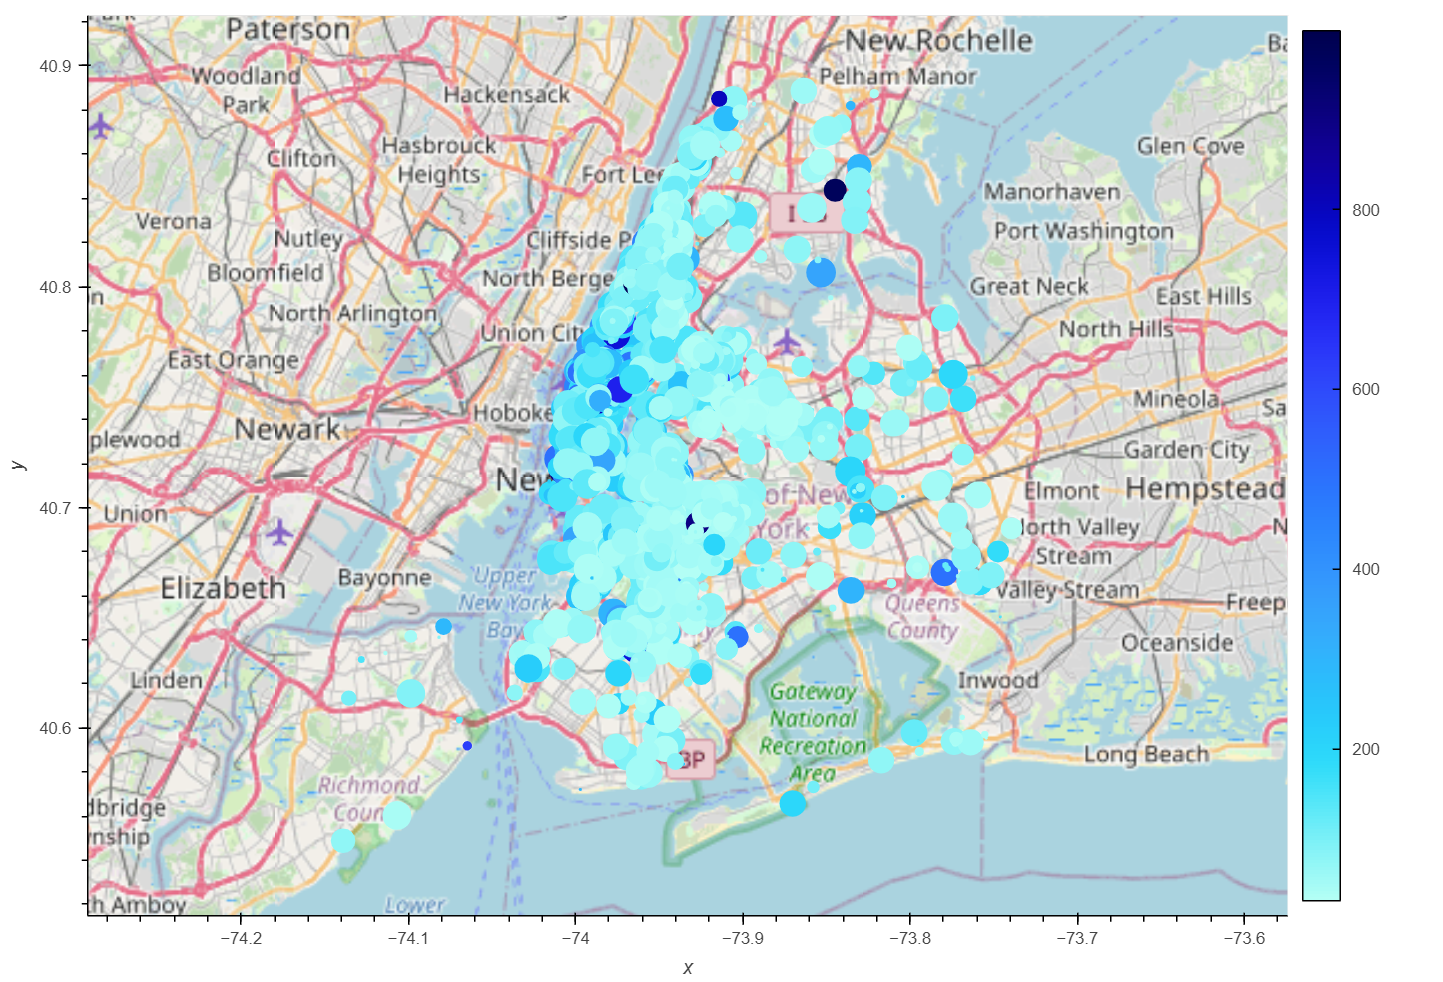 Paterson
New Rochelle
Pelham Manor
40.9
Woodland
Park
Hackensack
Hasbrouck
Heights
Clifton
Fort Lee
Glen Cove
Manorhaven
Verona
Port Washington
Nutley
Cliffside P
800
Bloomfield
North Berge
40.8
Great Neck
East Hills
North Arlington
Union City
North Hills
East Orange
600
Mineola
Sa
Hoboke
plewood
Newark
Garden City
y
New
of New
York
Elmont
Hempstead
40.7
Union
North Valley
Stream
N
400
Elizabeth
Bayonne
Upper
New York
Bay
Valley Stream
Queens
County
Freep
Oceanside
Linden
Inwood
Gateway
National
Recreation
Area
40.6
200
BP
Long Beach
Richmond
Coun
dbridge
nship
h Amboy
Lower
−74.2
−74.1
−74
−73.9
−73.8
−73.7
−73.6
x